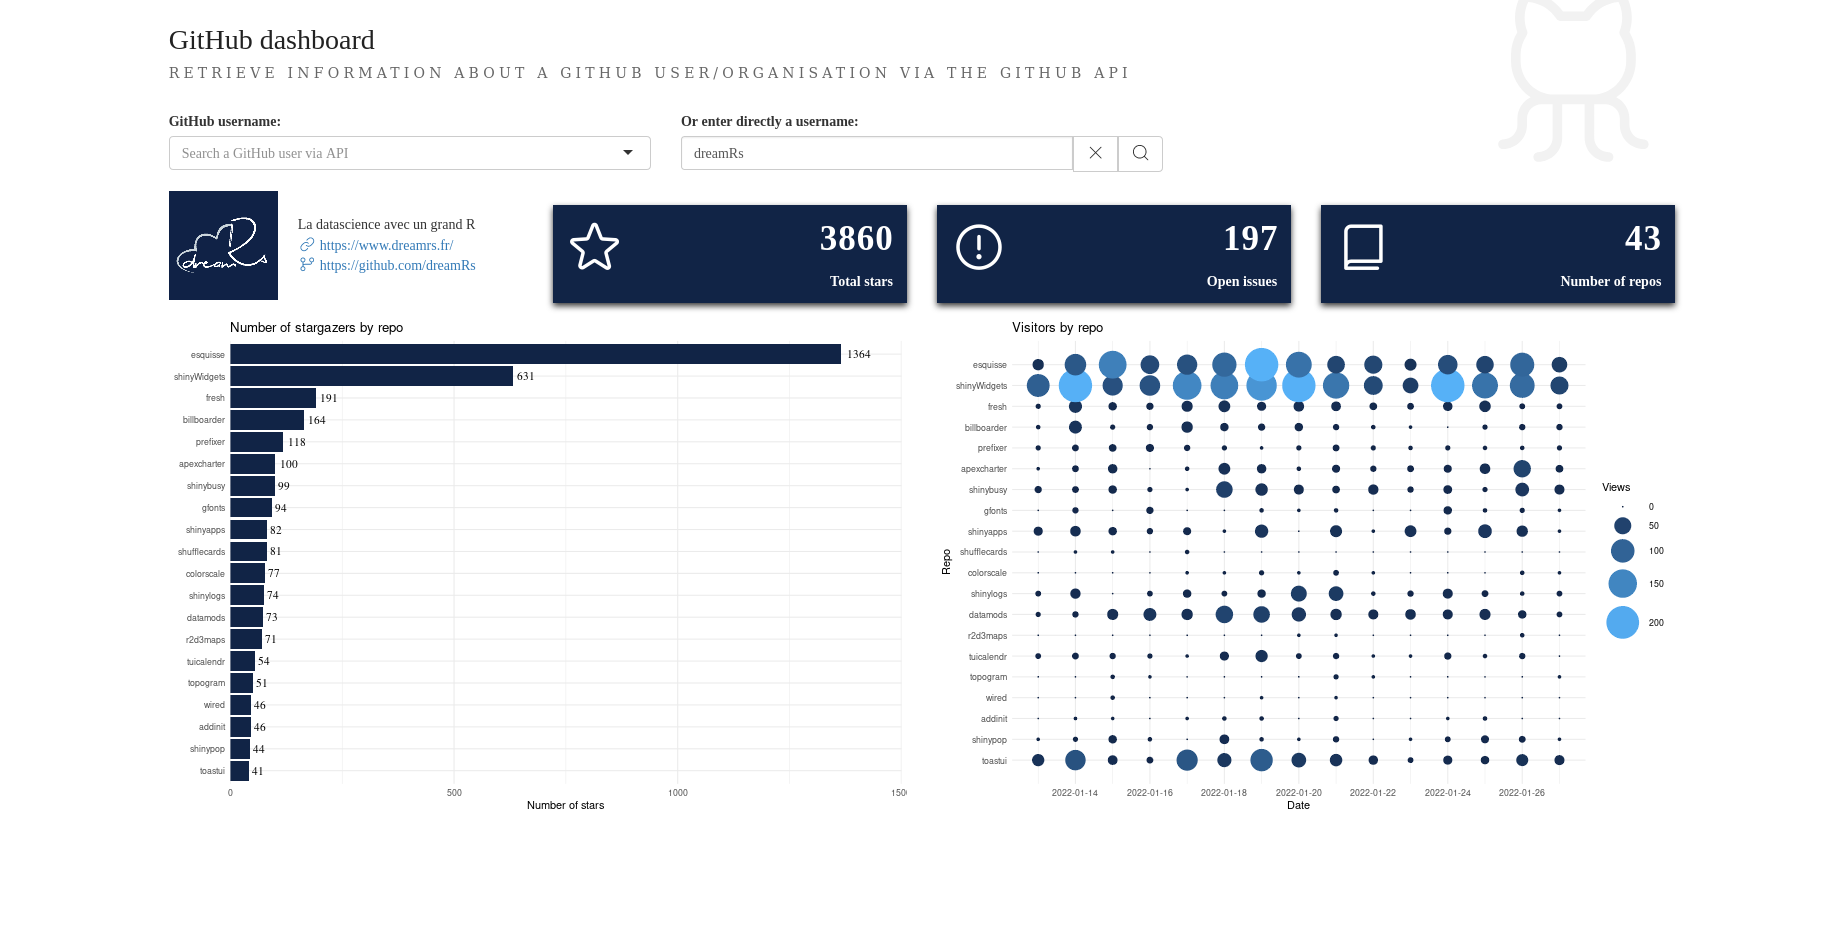 GitHub dashboard
RETRIEVE INFORMATION ABOUT A GITHUB USER/ORGANISATION VIA THE GITHUB API
GitHub username:
Search a GitHub user via API
Or enter directly a username:
dreamRs
dreamRs
La datascience avec un grand R
https://www.dreamrs.fr/
https://github.com/dreamRs
3860
Total stars
197
Open issues
43
Number of repos
Number of stargazers by repo
esquisse 1364
shinyWidgets 631
fresh 191
billboarder 164
prefixer 118
apexcharter 100
shinybusy 99
gfonts 94
shinyapps 82
shufflecards 81
colorscale 77
shinylogs 74
datamods 73
r2d3maps 71
tuicalendr 54
topogram 51
wired 46
addinit 46
shinypop 44
toastui 41
0 500 1000 150
Number of stars
Visitors by repo
Repo
esquisse
shinyWidgets
fresh
billboarder
prefixer
apexcharter
shinybusy
gfonts
shinyapps
shufflecards
colorscale
shinylogs
datamods
r2d3maps
tuicalendr
topogram
wired
addinit
shinypop
toastui
2022-01-14 2022-01-16 2022-01-18 2022-01-20 2022-01-22 2022-01-24 2022-01-26
Date
Views
0
50
100
150
200